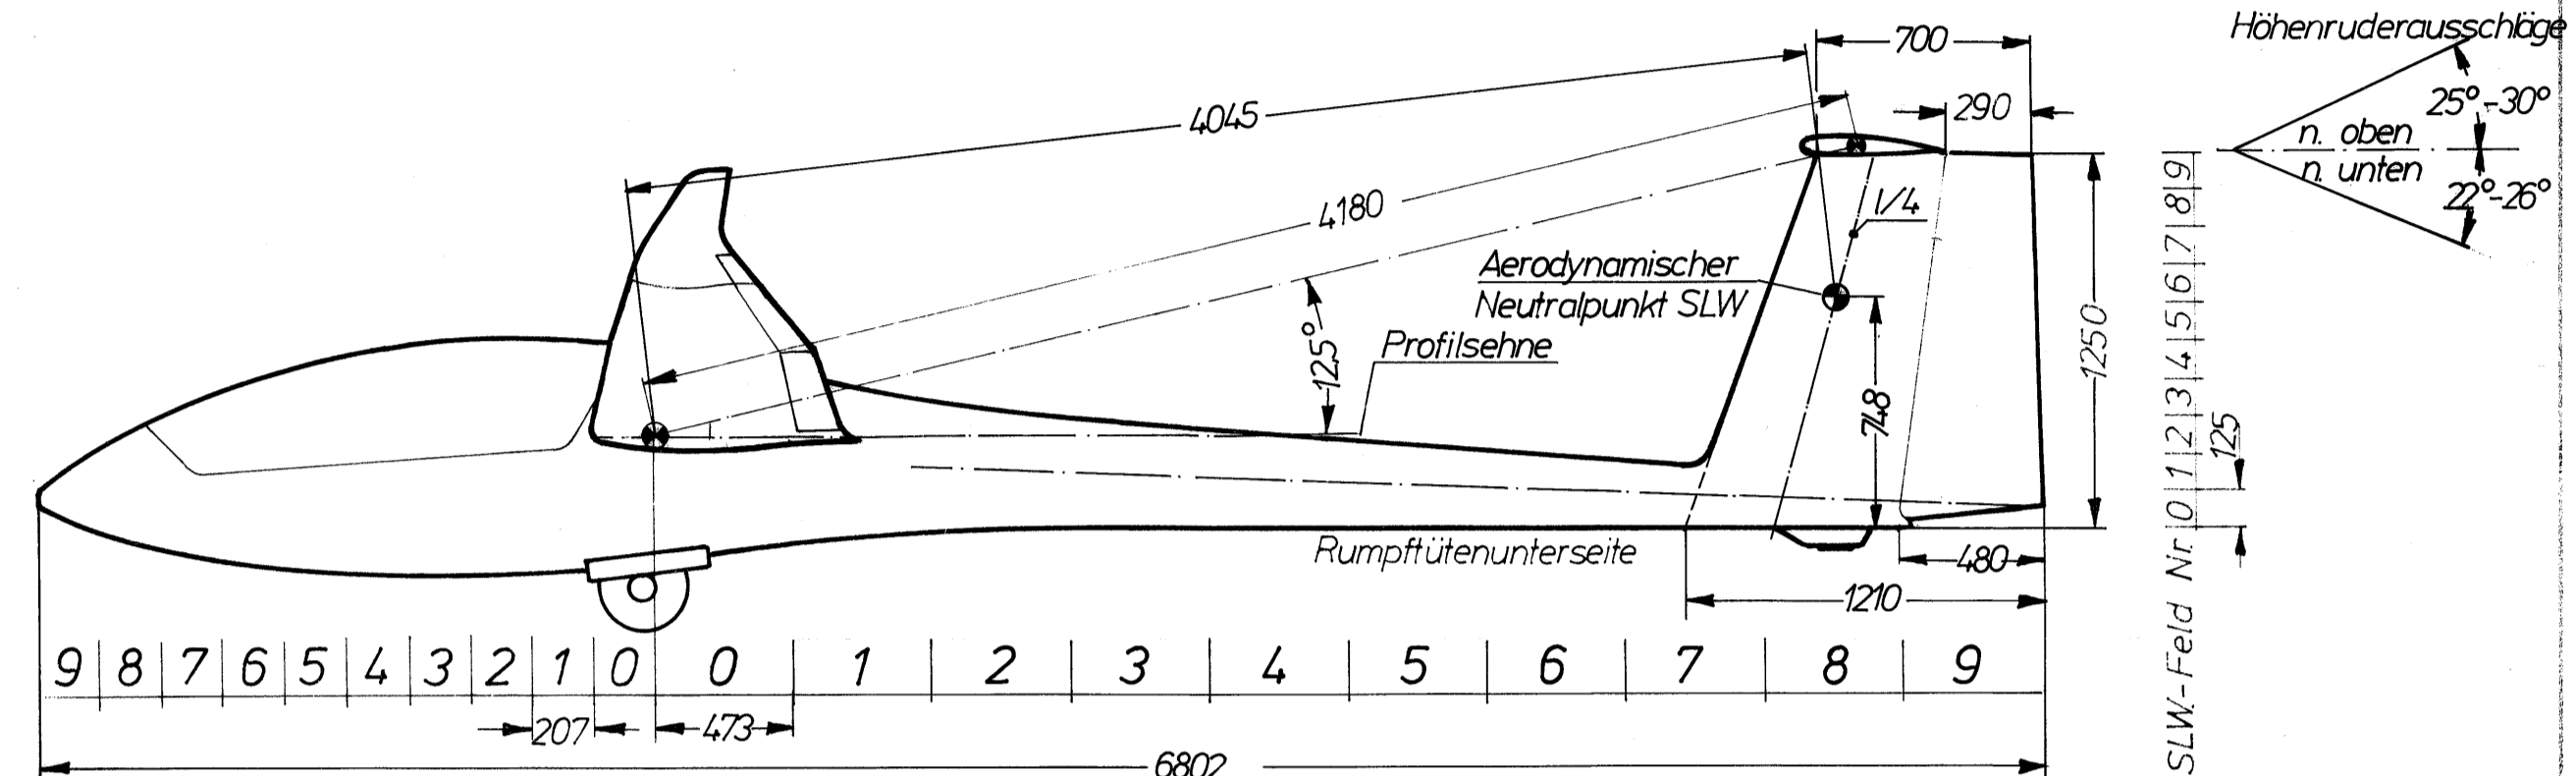 Höhenruderausschläge
700
25°-30°
290
4045
n. oben
n. unten
22°-26°
4180
1/4
Aerodynamischer
Neutralpunkt SLW
12,5°
Profilsehne
1250
748
125
SLW-Feld Nr. 0 1 2 3 4 5 6 7 8 9
Rumpftütenunterseite
480
1210
9 8 7 6 5 4 3 2 1 0 0 1 2 3 4 5 6 7 8 9
207
473
6802